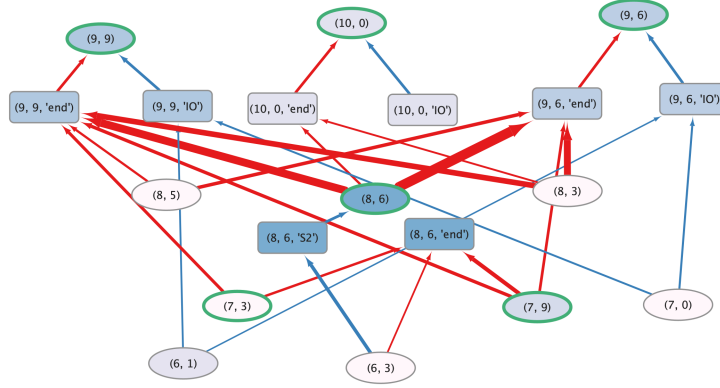 (9, 9)
(10, 0)
(9, 6)
(9, 9, 'end')
(9, 9, 'IO')
(10, 0, 'end')
(10, 0, 'IO')
(9, 6, 'end')
(9, 6, 'IO')
(8, 5)
(8, 6)
(8, 3)
(8, 6, 'S2')
(8, 6, 'end')
(7, 3)
(7, 9)
(7, 0)
(6, 1)
(6, 3)